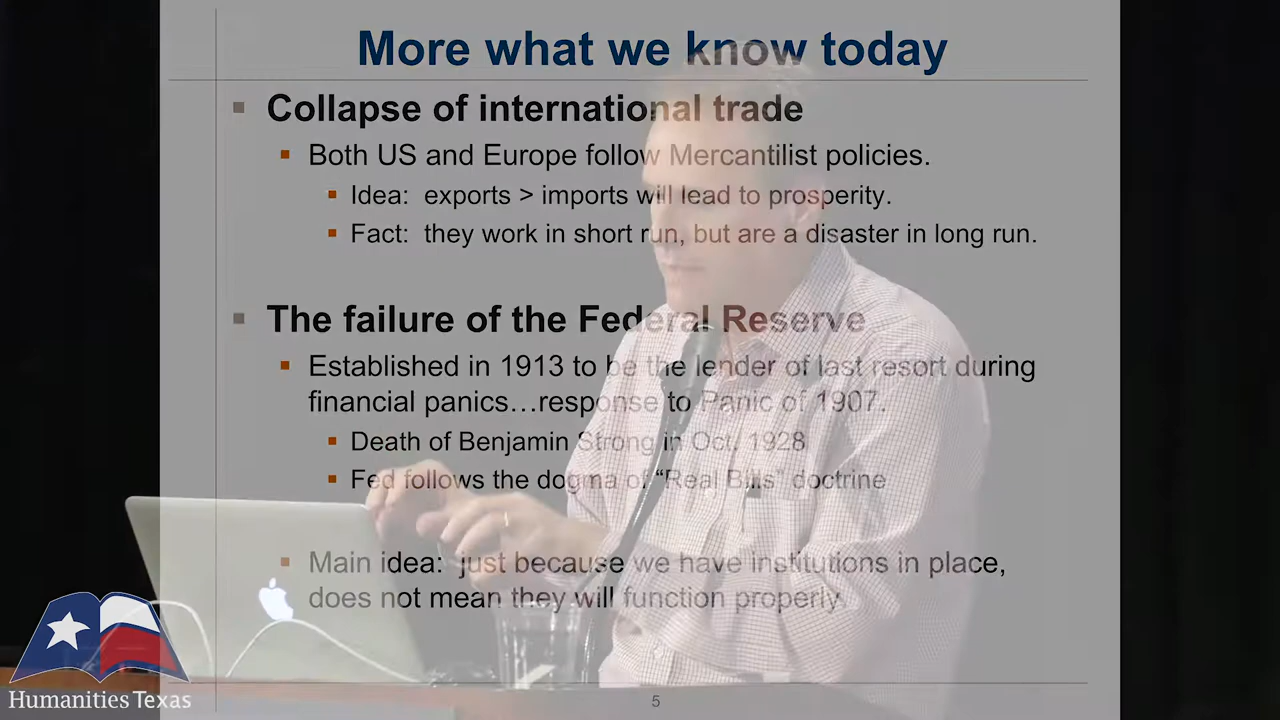 More what we know today
Collapse of international trade
Both US and Europe follow Mercantilist policies.
Idea: exports > imports will lead to prosperity.
Fact: they work in short run, but are a disaster in long run.
The failure of the Federal Reserve
Established in 1913 to be the lender of last resort during
financial panics…response to Panic of 1907.
Death of Benjamin Strong in Oct. 1928
Fed follows the dogma of “Real Bills” doctrine
Main idea: just because we have institutions in place,
does not mean they will function properly.
Humanities Texas
5